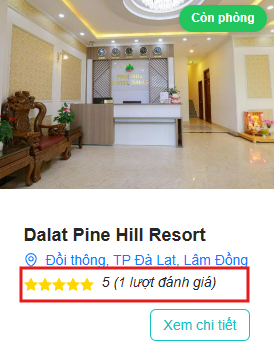 Còn phòng
Dalat Pine Hill Resort
Đồi thông, TP Đà Lạt, Lâm Đồng
5 (1 lượt đánh giá)
Xem chi tiết